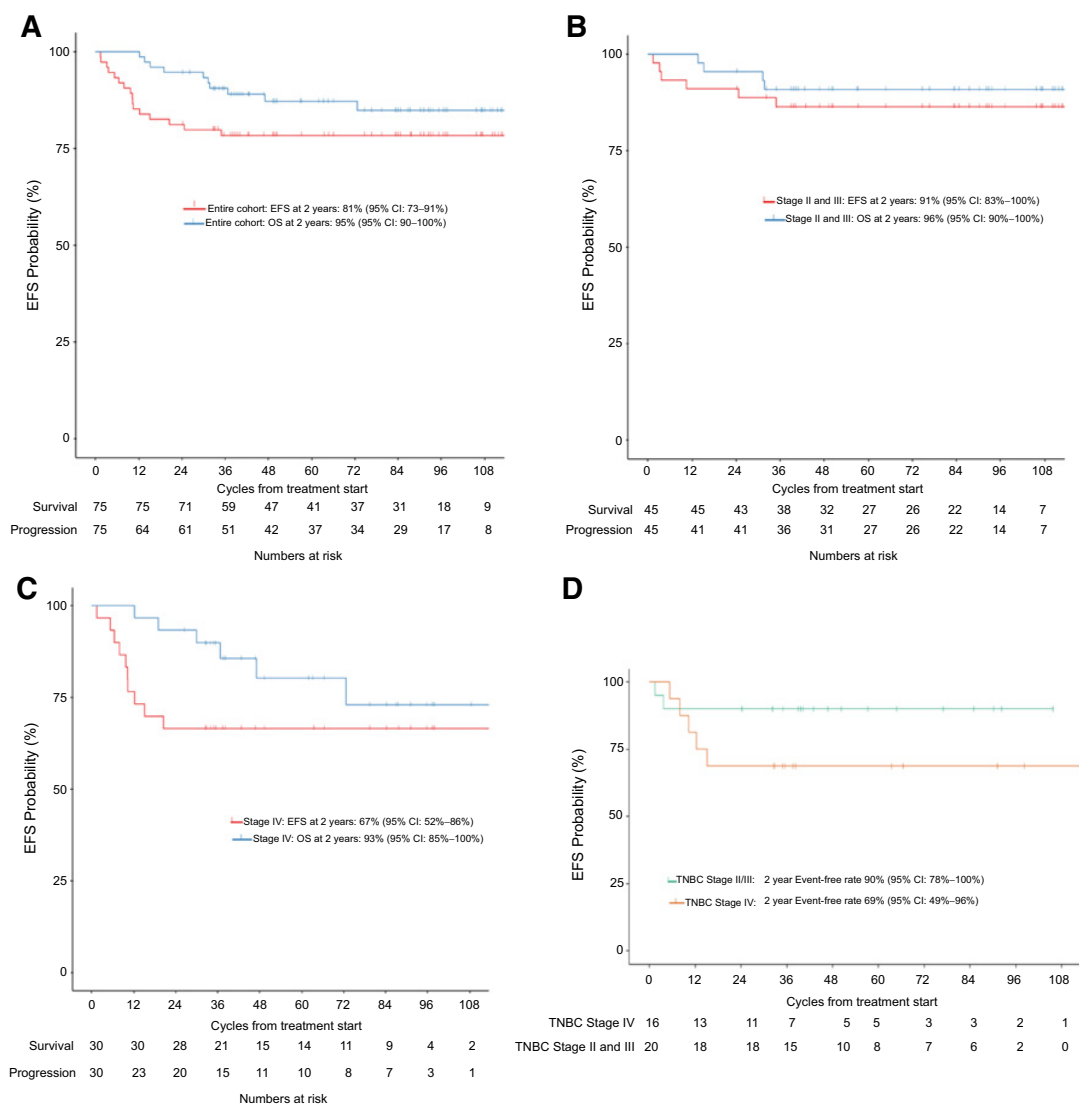 A
100
75
50
25
0
EFS Probability (%)
Entire cohort: EFS at 2 years: 81% (95% CI: 73–91%)
Entire cohort: OS at 2 years: 95% (95% CI: 90–100%)
0 12 24 36 48 60 72 84 96 108
Cycles from treatment start
Survival 75 75 71 59 47 41 37 31 18 9
Progression 75 64 61 51 42 37 34 29 17 8
Numbers at risk
B
100
75
50
25
0
EFS Probability (%)
Stage II and III: EFS at 2 years: 91% (95% CI: 83%–100%)
Stage II and III: OS at 2 years: 96% (95% CI: 90%–100%)
0 12 24 36 48 60 72 84 96 108
Cycles from treatment start
Survival 45 45 43 38 32 27 26 22 14 7
Progression 45 41 41 36 31 27 26 22 14 7
Numbers at risk
C
100
75
50
25
0
EFS Probability (%)
Stage IV: EFS at 2 years: 67% (95% CI: 52%–86%)
Stage IV: OS at 2 years: 93% (95% CI: 85%–100%)
0 12 24 36 48 60 72 84 96 108
Cycles from treatment start
Survival 30 30 28 21 15 14 11 9 4 2
Progression 30 23 20 15 11 10 8 7 3 1
Numbers at risk
D
100
75
50
25
0
EFS Probability (%)
TNBC Stage II/III: 2 year Event-free rate 90% (95% CI: 78%–100%)
TNBC Stage IV: 2 year Event-free rate 69% (95% CI: 49%–96%)
0 12 24 36 48 60 72 84 96 108
Cycles from treatment start
TNBC Stage IV 16 13 11 7 5 5 3 3 2 1
TNBC Stage II and III 20 18 18 15 10 8 7 6 2 0